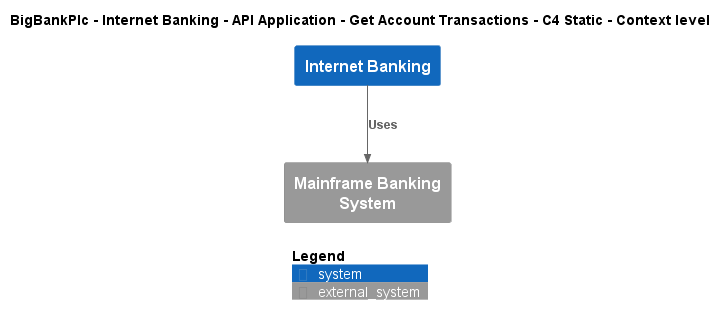 BigBankPlc - Internet Banking - API Application - Get Account Transactions - C4 Static - Context level
Internet Banking
Uses
Mainframe Banking
System
Legend
system
external_system